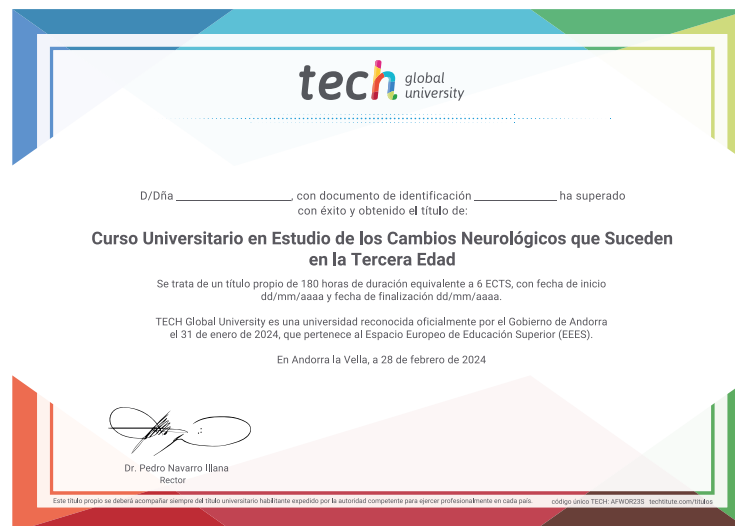 tech global university
D/Dña ____________, con documento de identificación ____________ ha superado
con éxito y obtenido el título de:
Curso Universitario en Estudio de los Cambios Neurológicos que Suceden
en la Tercera Edad
Se trata de un título propio de 180 horas de duración equivalente a 6 ECTS, con fecha de inicio
dd/mm/aaaa y fecha de finalización dd/mm/aaaa.
TECH Global University es una universidad reconocida oficialmente por el Gobierno de Andorra
el 31 de enero de 2024, que pertenece al Espacio Europeo de Educación Superior (EEES).
En Andorra la Vella, a 28 de febrero de 2024
Dr. Pedro Navarro Illana
Rector
Este título propio se deberá acompañar siempre del título universitario habilitante expedido por la autoridad competente para ejercer profesionalmente en cada país. código único TECH: AFWOR235 techtitute.com/titulos